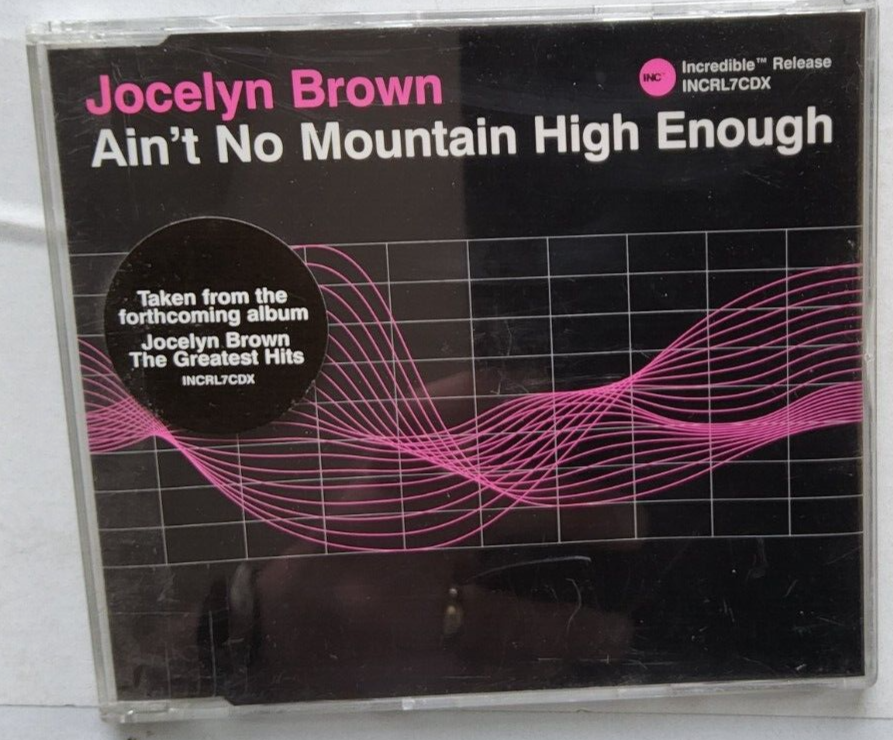 Jocelyn Brown
Ain't No Mountain High Enough
INC™
Incredible™ Release
INCRL7CDX
Taken from the
forthcoming album
Jocelyn Brown
The Greatest Hits
INCRL7CDX